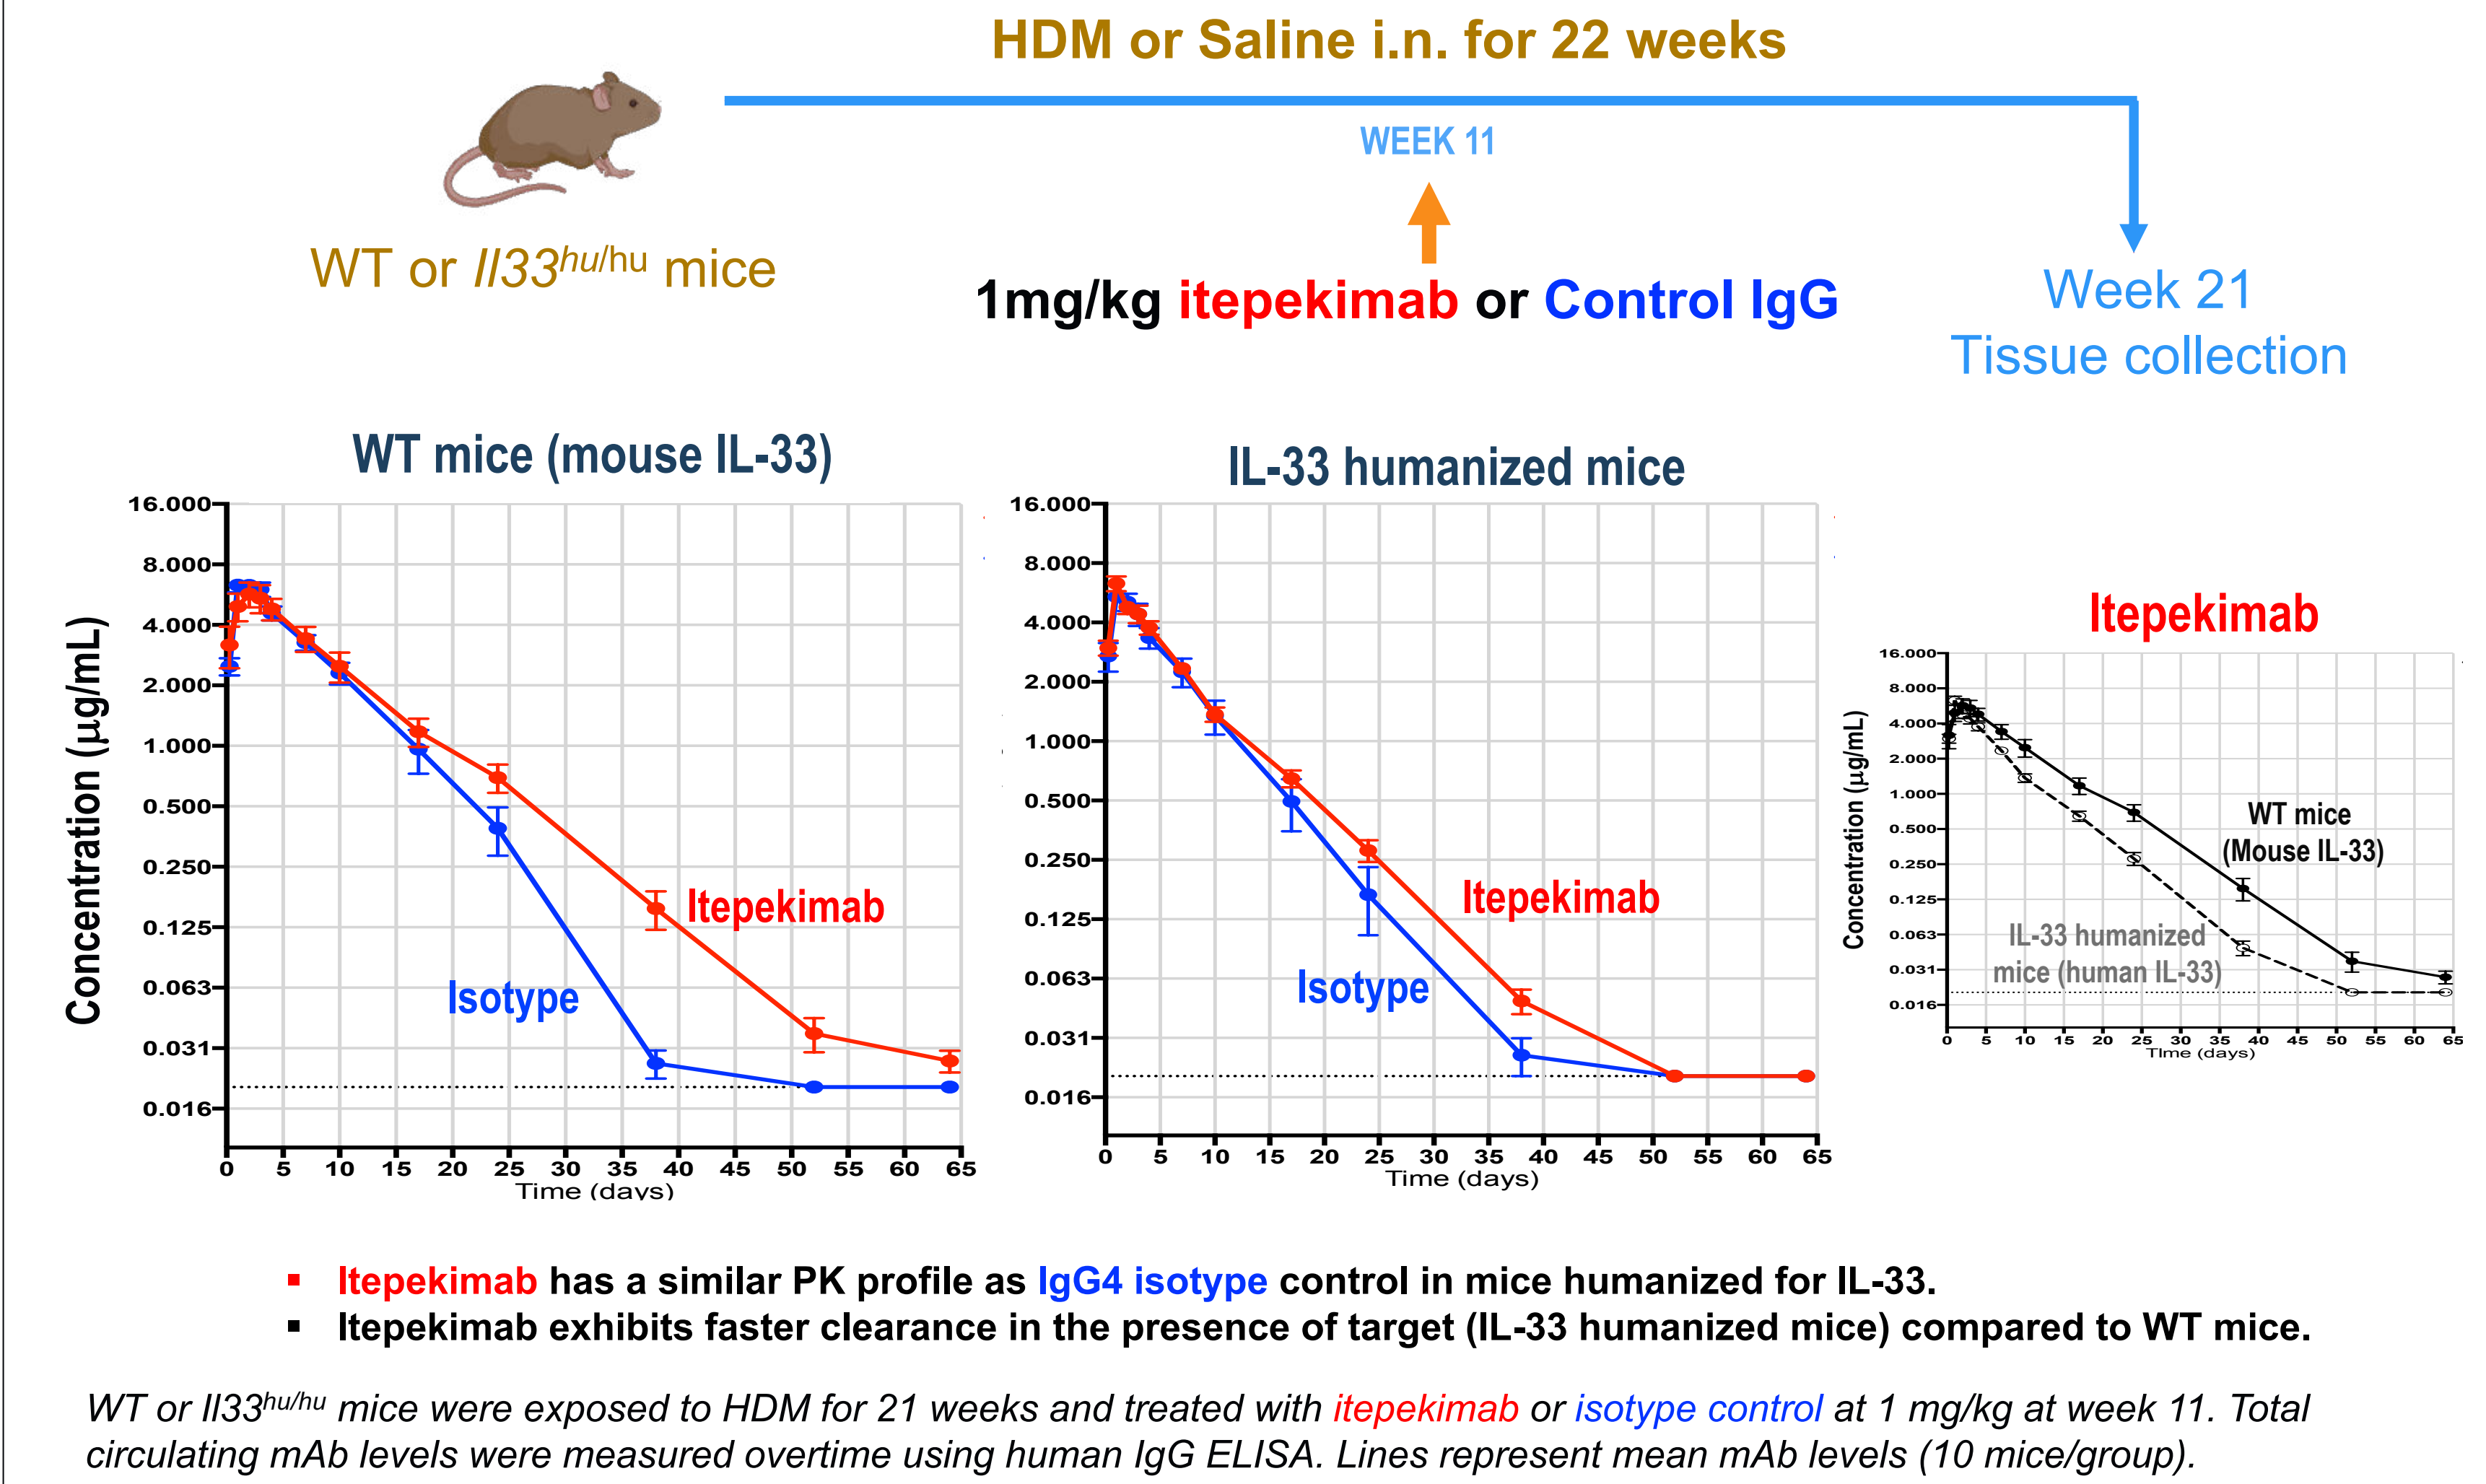 HDM or Saline i.n. for 22 weeks
WEEK 11
WT or Il33hu/hu mice
1mg/kg itepekimab or Control IgG
Week 21
Tissue collection
WT mice (mouse IL-33)
16.000
8.000
4.000
2.000
1.000
0.500
0.250
0.125
0.063
0.031
0.016
Concentration (µg/mL)
Itepekimab
Isotype
0 5 10 15 20 25 30 35 40 45 50 55 60 65
Time (days)
IL-33 humanized mice
16.000
8.000
4.000
2.000
1.000
0.500
0.250
0.125
0.063
0.031
0.016
Itepekimab
Isotype
0 5 10 15 20 25 30 35 40 45 50 55 60 65
Time (days)
Itepekimab
16.000
8.000
4.000
2.000
1.000
0.500
0.250
0.125
0.063
0.031
0.016
Concentration (µg/mL)
WT mice
(Mouse IL-33)
IL-33 humanized
mice (human IL-33)
0 5 10 15 20 25 30 35 40 45 50 55 60 65
TIme (days)
▪ Itepekimab has a similar PK profile as IgG4 isotype control in mice humanized for IL-33.
▪ Itepekimab exhibits faster clearance in the presence of target (IL-33 humanized mice) compared to WT mice.
WT or Il33hu/hu mice were exposed to HDM for 21 weeks and treated with itepekimab or isotype control at 1 mg/kg at week 11. Total
circulating mAb levels were measured overtime using human IgG ELISA. Lines represent mean mAb levels (10 mice/group).